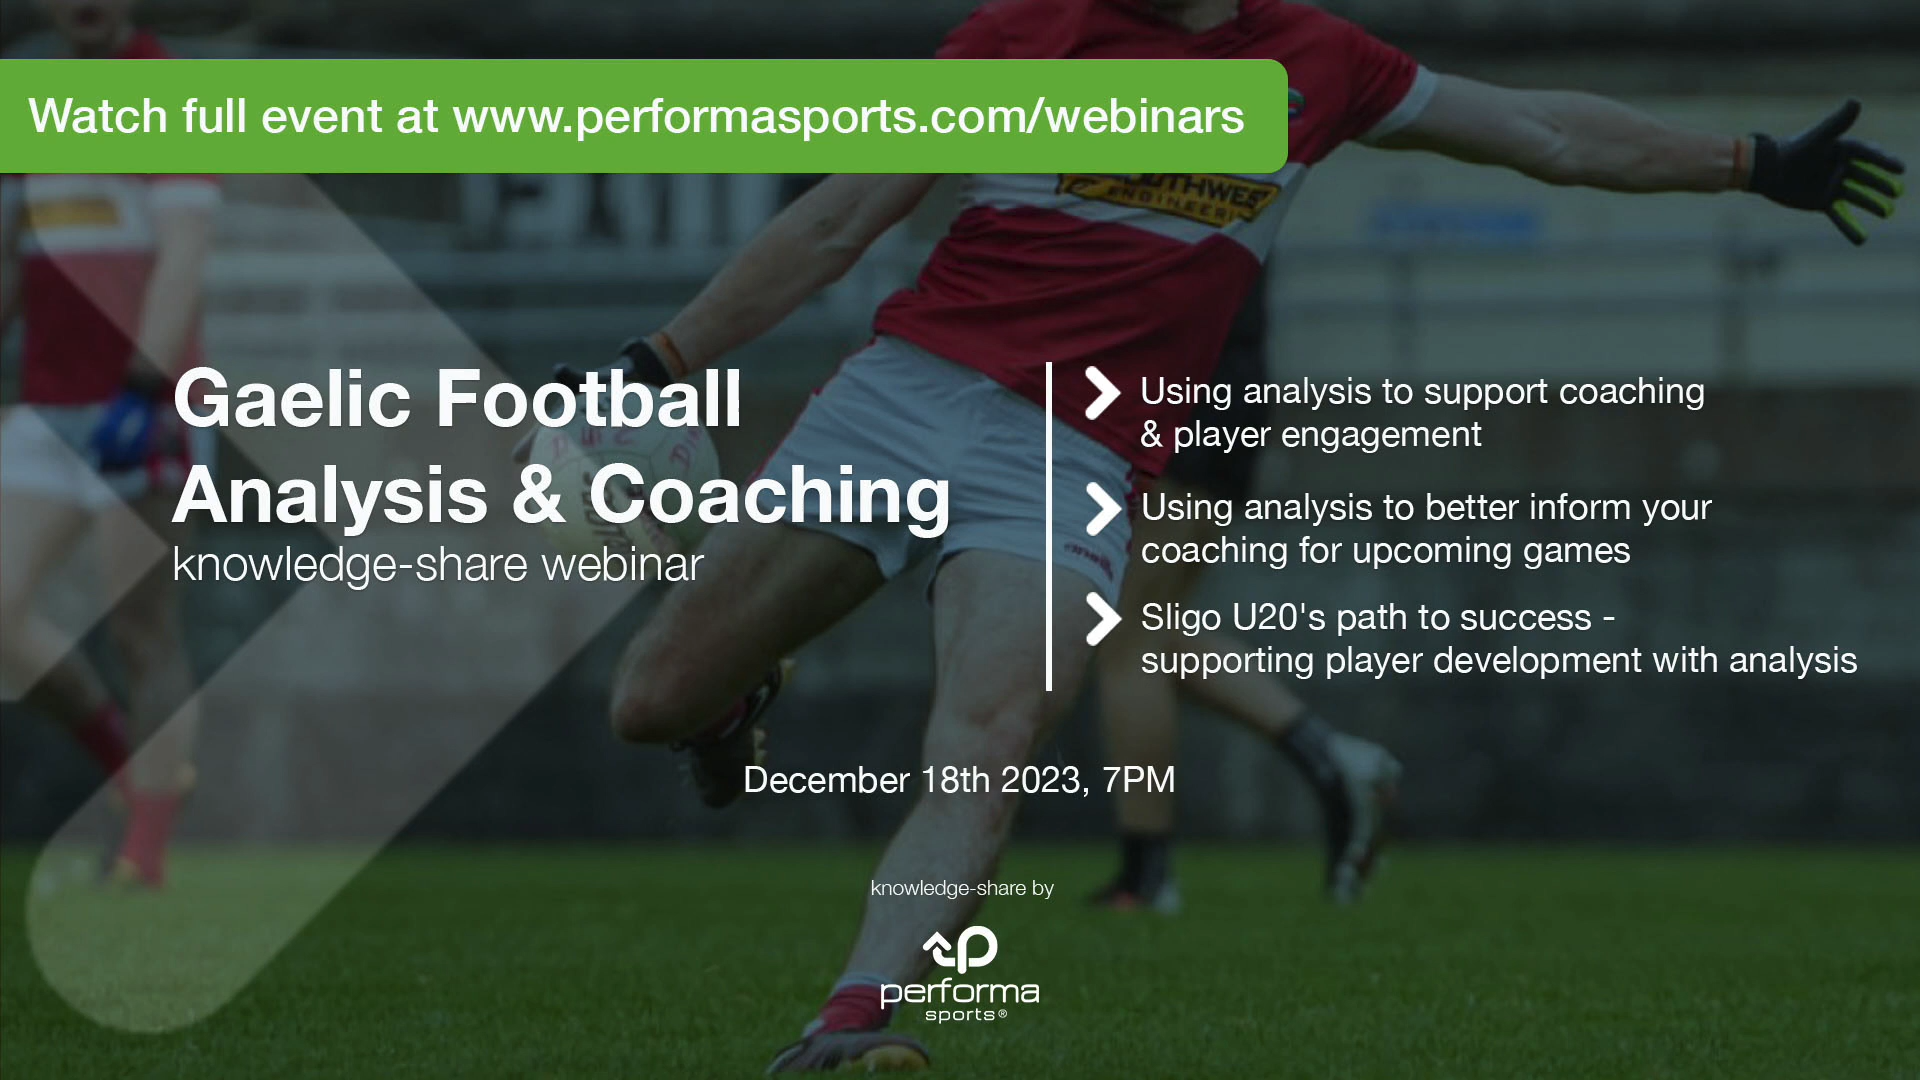 Watch full event at www.performasports.com/webinars
OUTHWEST
ENGINEERI
Gaelic Football
Analysis & Coaching
knowledge-share webinar
Using analysis to support coaching
& player engagement
Using analysis to better inform your
coaching for upcoming games
Sligo U20's path to success -
supporting player development with analysis
December 18th 2023, 7PM
knowledge-share by
performa
sports®